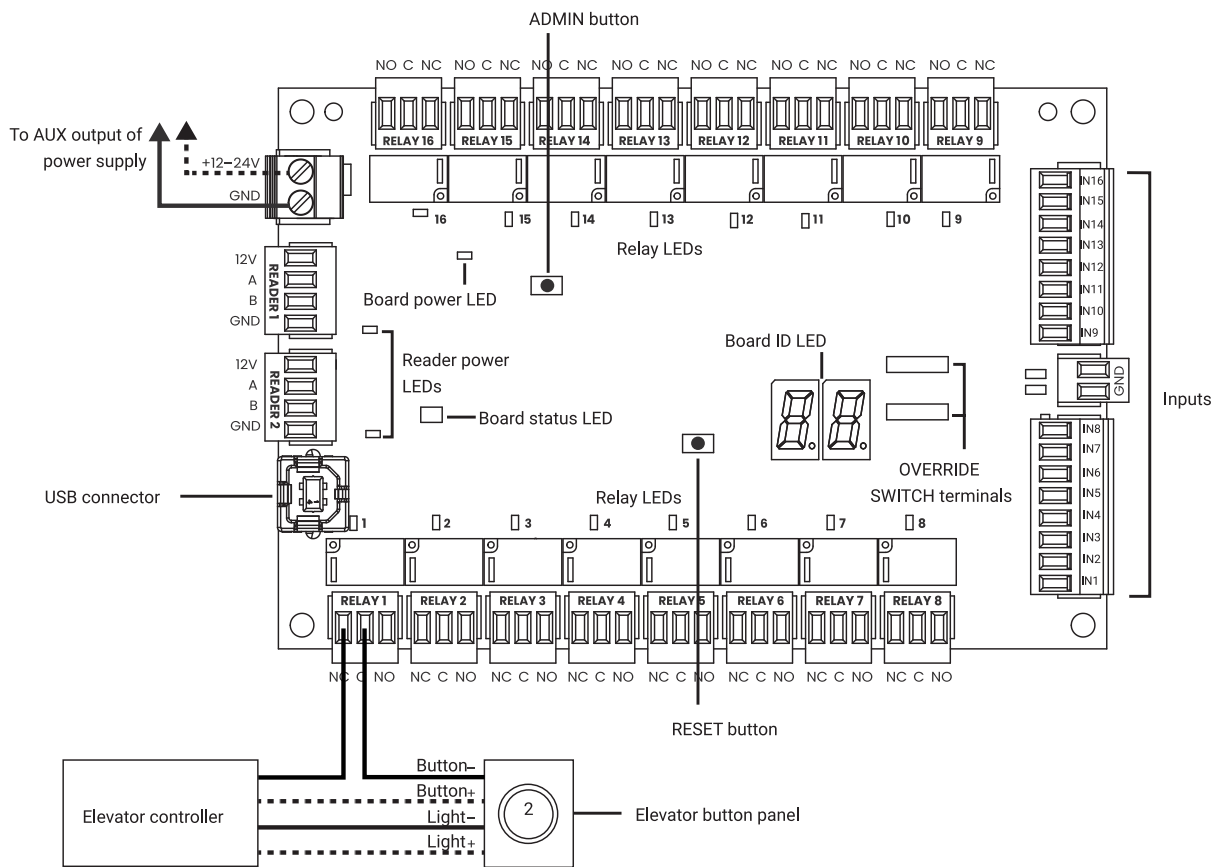 ADMIN button
NO C NC NO C NC NO C NC NO C NC NO C NC NO C NC NO C NC NO C NC
RELAY 16 RELAY 15 RELAY 14 RELAY 13 RELAY 12 RELAY 11 RELAY 10 RELAY 9
To AUX output of
power supply
+12–24V
GND
16 15 14 13 12 11 10 9
Relay LEDs
Board power LED
READER 1
12V
A
B
GND
Reader power
LEDs
READER 2
12V
A
B
GND
Board status LED
Board ID LED
IN16
IN15
IN14
IN13
IN12
IN11
IN10
IN9
GND
Inputs
IN8
IN7
IN6
IN5
IN4
IN3
IN2
IN1
OVERRIDE
SWITCH terminals
USB connector
Relay LEDs
1 2 3 4 5 6 7 8
RELAY 1 RELAY 2 RELAY 3 RELAY 4 RELAY 5 RELAY 6 RELAY 7 RELAY 8
NC C NO NC C NO NC C NO NC C NO NC C NO NC C NO NC C NO NC C NO
RESET button
Elevator controller
Button–
Button+
Light–
Light+
2
Elevator button panel